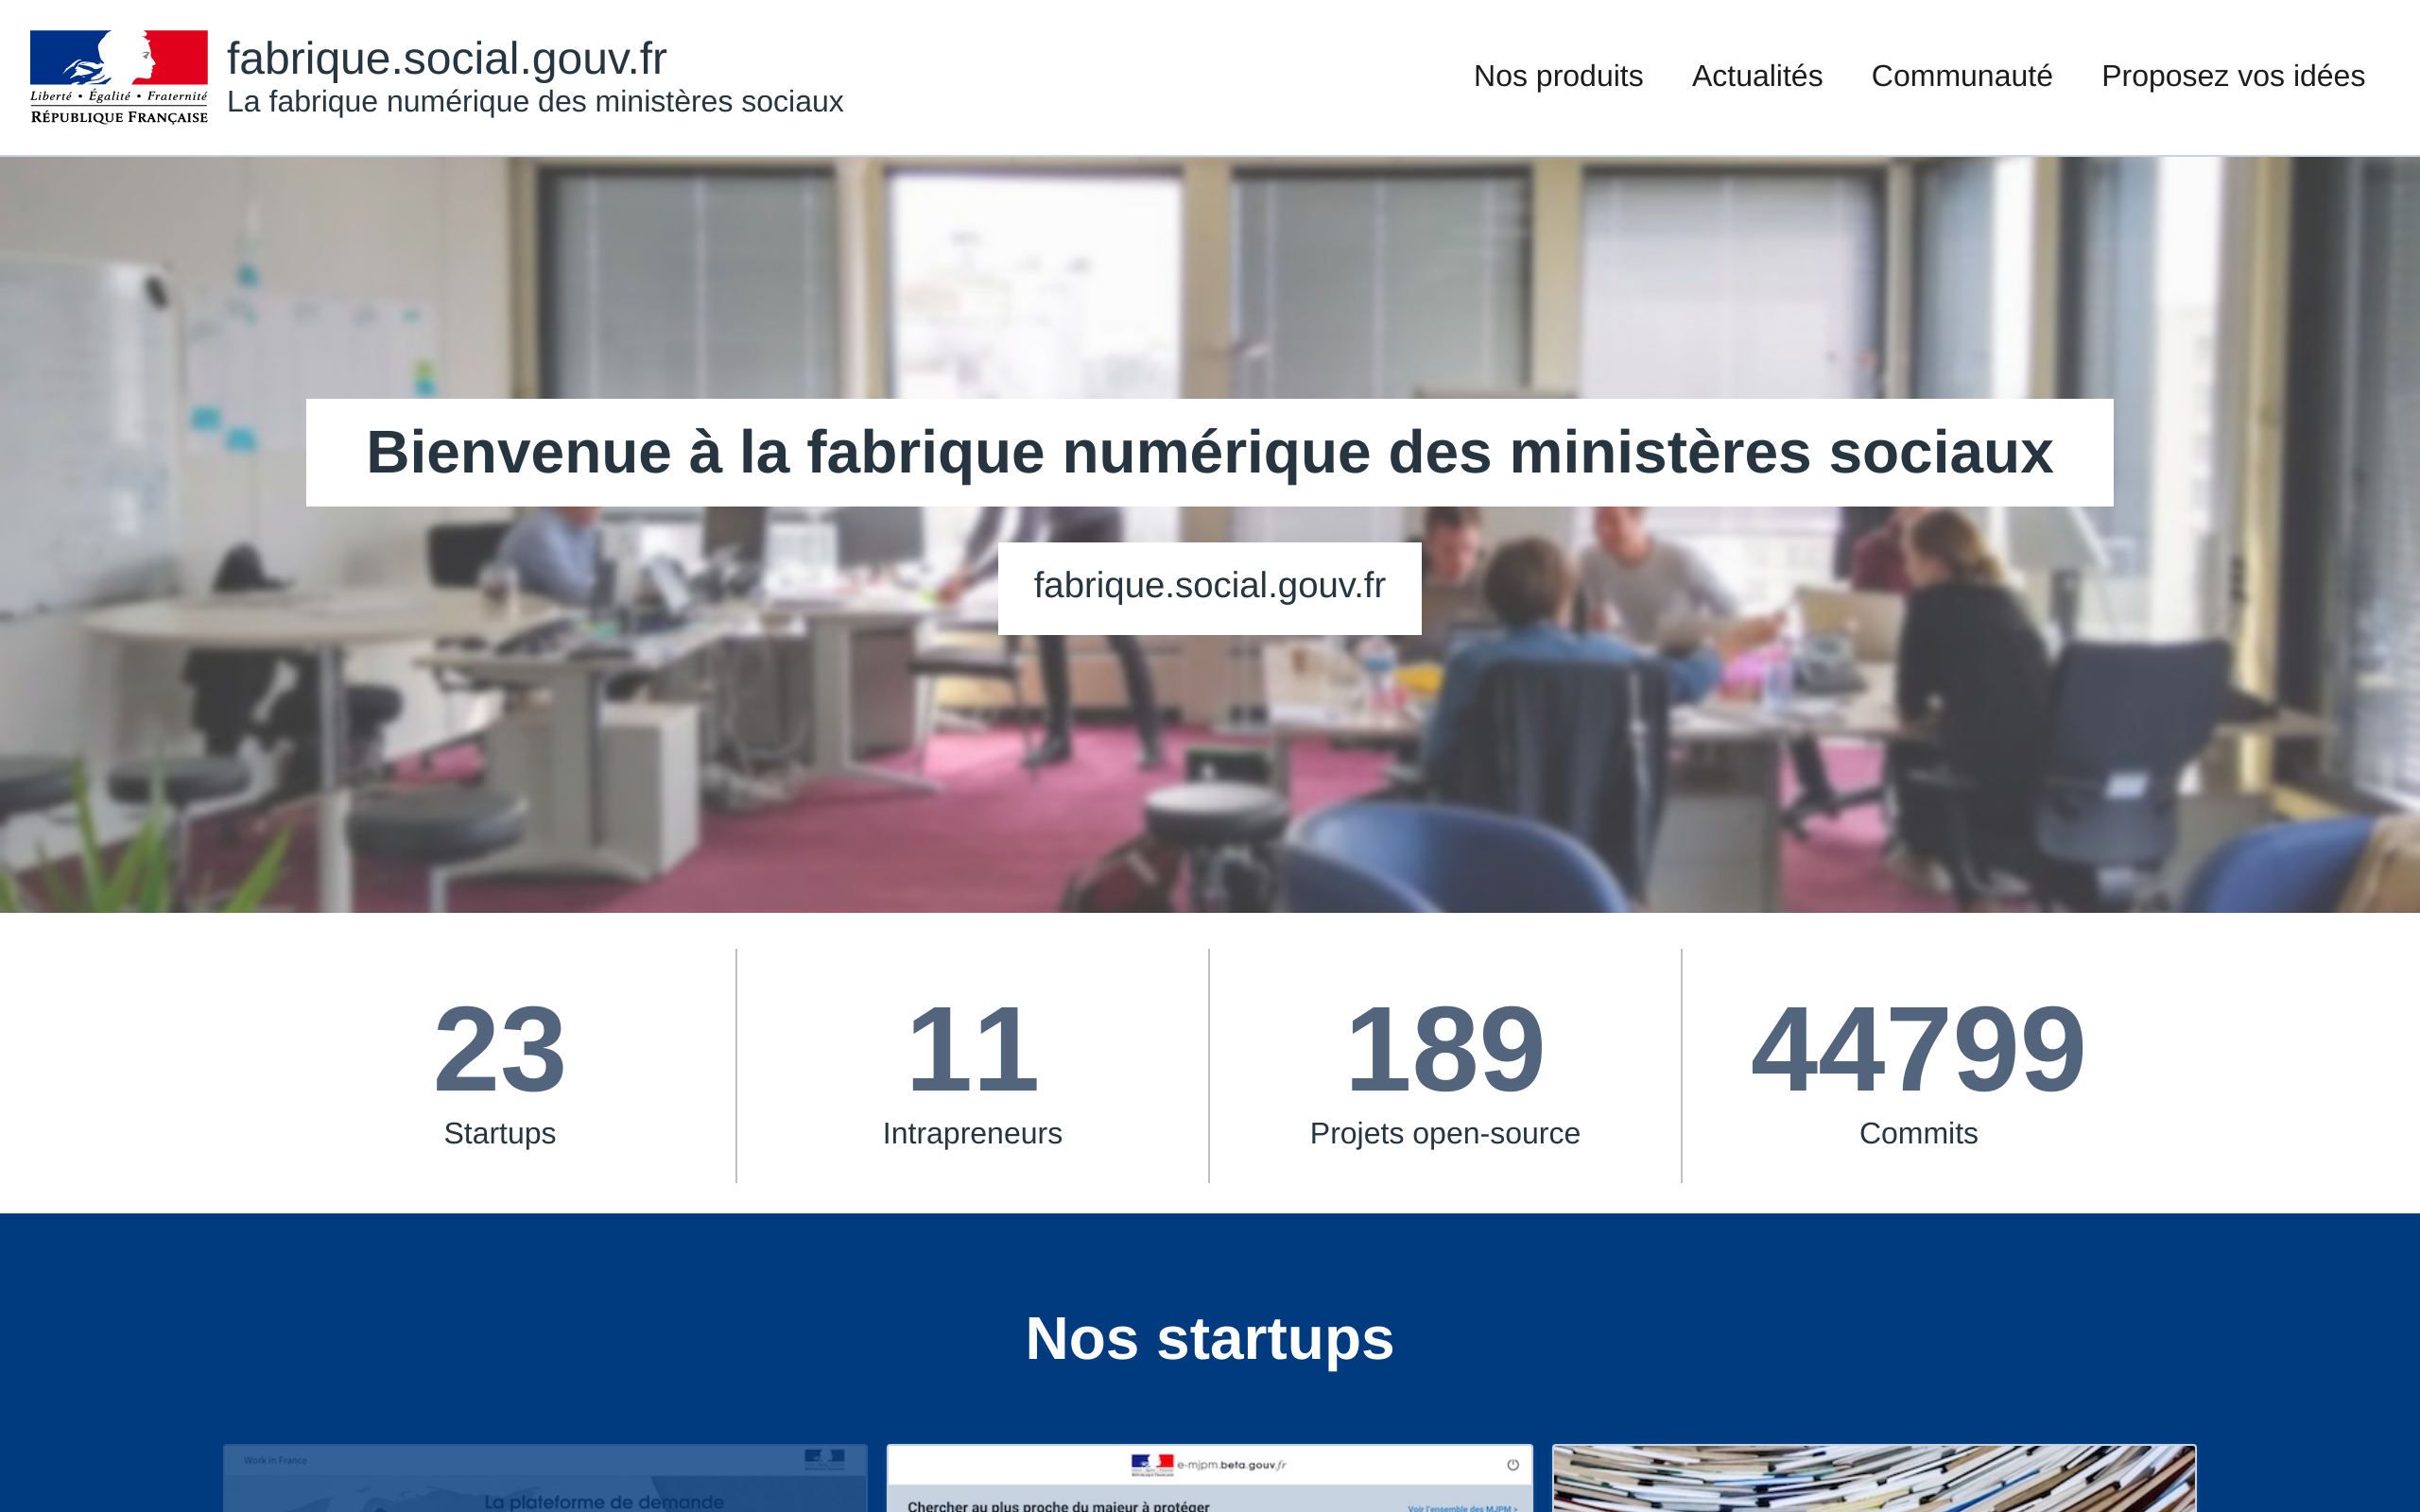 fabrique.social.gouv.fr
La fabrique numérique des ministères sociaux
Liberté • Égalité • Fraternité
RÉPUBLIQUE FRANÇAISE
Nos produits
Actualités
Communauté
Proposez vos idées
Bienvenue à la fabrique numérique des ministères sociaux
fabrique.social.gouv.fr
23
Startups
11
Intrapreneurs
189
Projets open-source
44799
Commits
Nos startups
Work in France
La plateforme de demande
e-mjpm.beta.gouv.fr
Chercher au plus proche du majeur à protéger
Voir l'ensemble des MJPM >